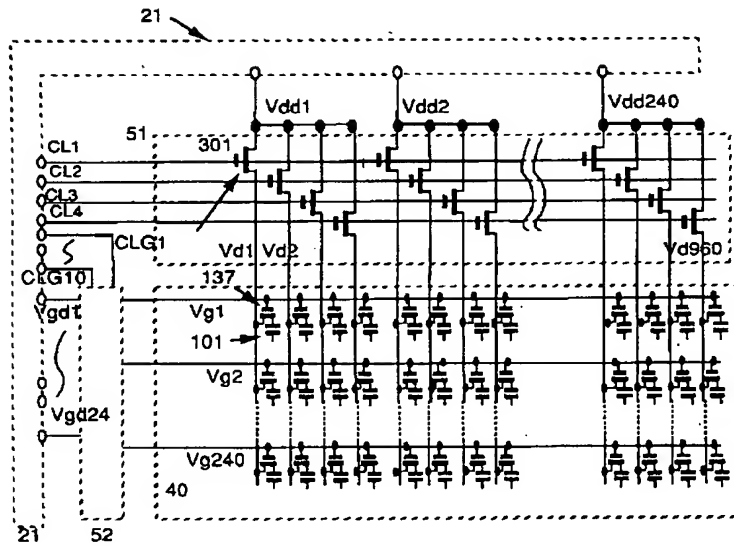 21
Vdd1 Vdd2 Vdd240
51
CL1 301
CL2
CL3
CL4
CLG1
Vd1 Vd2 Vd960
CLG10 137
Vgd1 Vg1
101
Vg2
Vgd24
Vg240
40
21 52